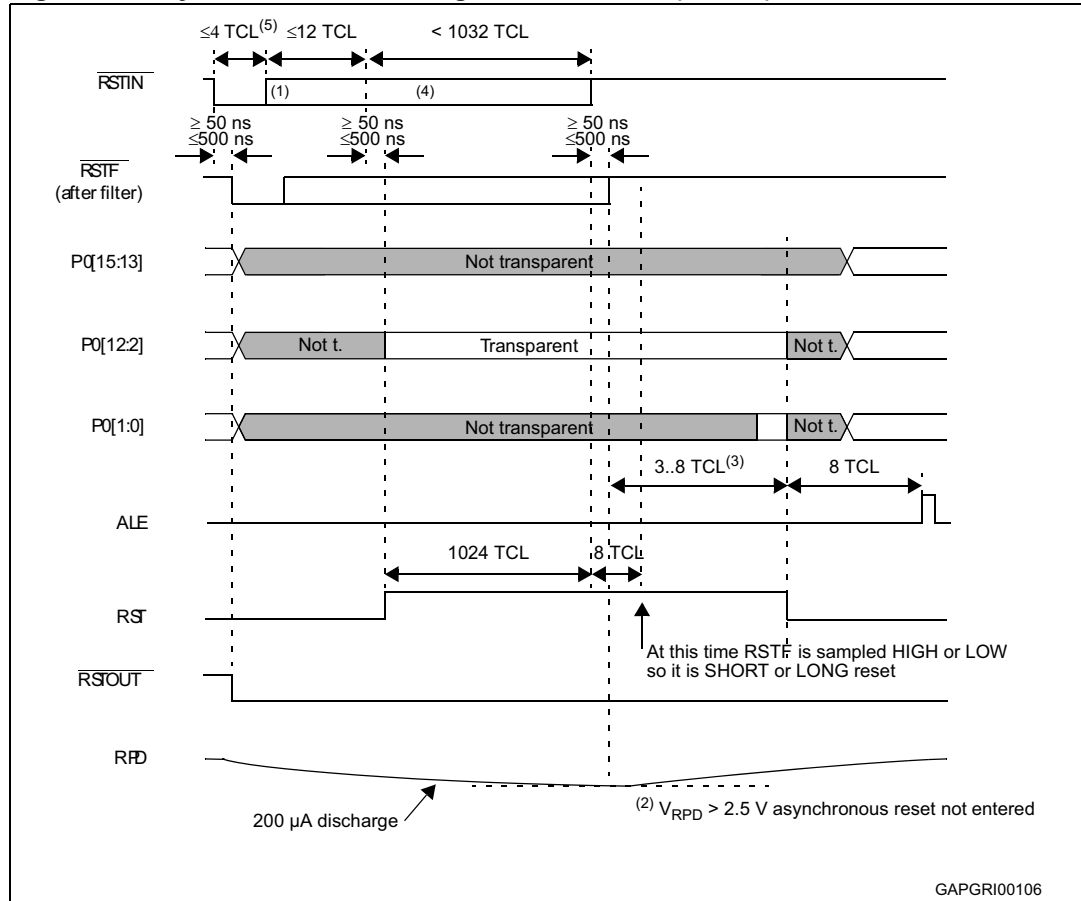 ≤4 TCL(5) ≤12 TCL < 1032 TCL
RSTIN
(1) (4)
≥ 50 ns ≥ 50 ns ≥ 50 ns
≤500 ns ≤500 ns ≤500 ns
RSTF
(after filter)
P0[15:13] Not transparent
P0[12:2] Not t. Transparent Not t.
P0[1:0] Not transparent Not t.
3..8 TCL(3) 8 TCL
ALE
1024 TCL 8 TCL
RST
At this time RSTF is sampled HIGH or LOW
so it is SHORT or LONG reset
RSTOUT
RPD
200 µA discharge
(2) VRPD > 2.5 V asynchronous reset not entered
GAPGRI00106